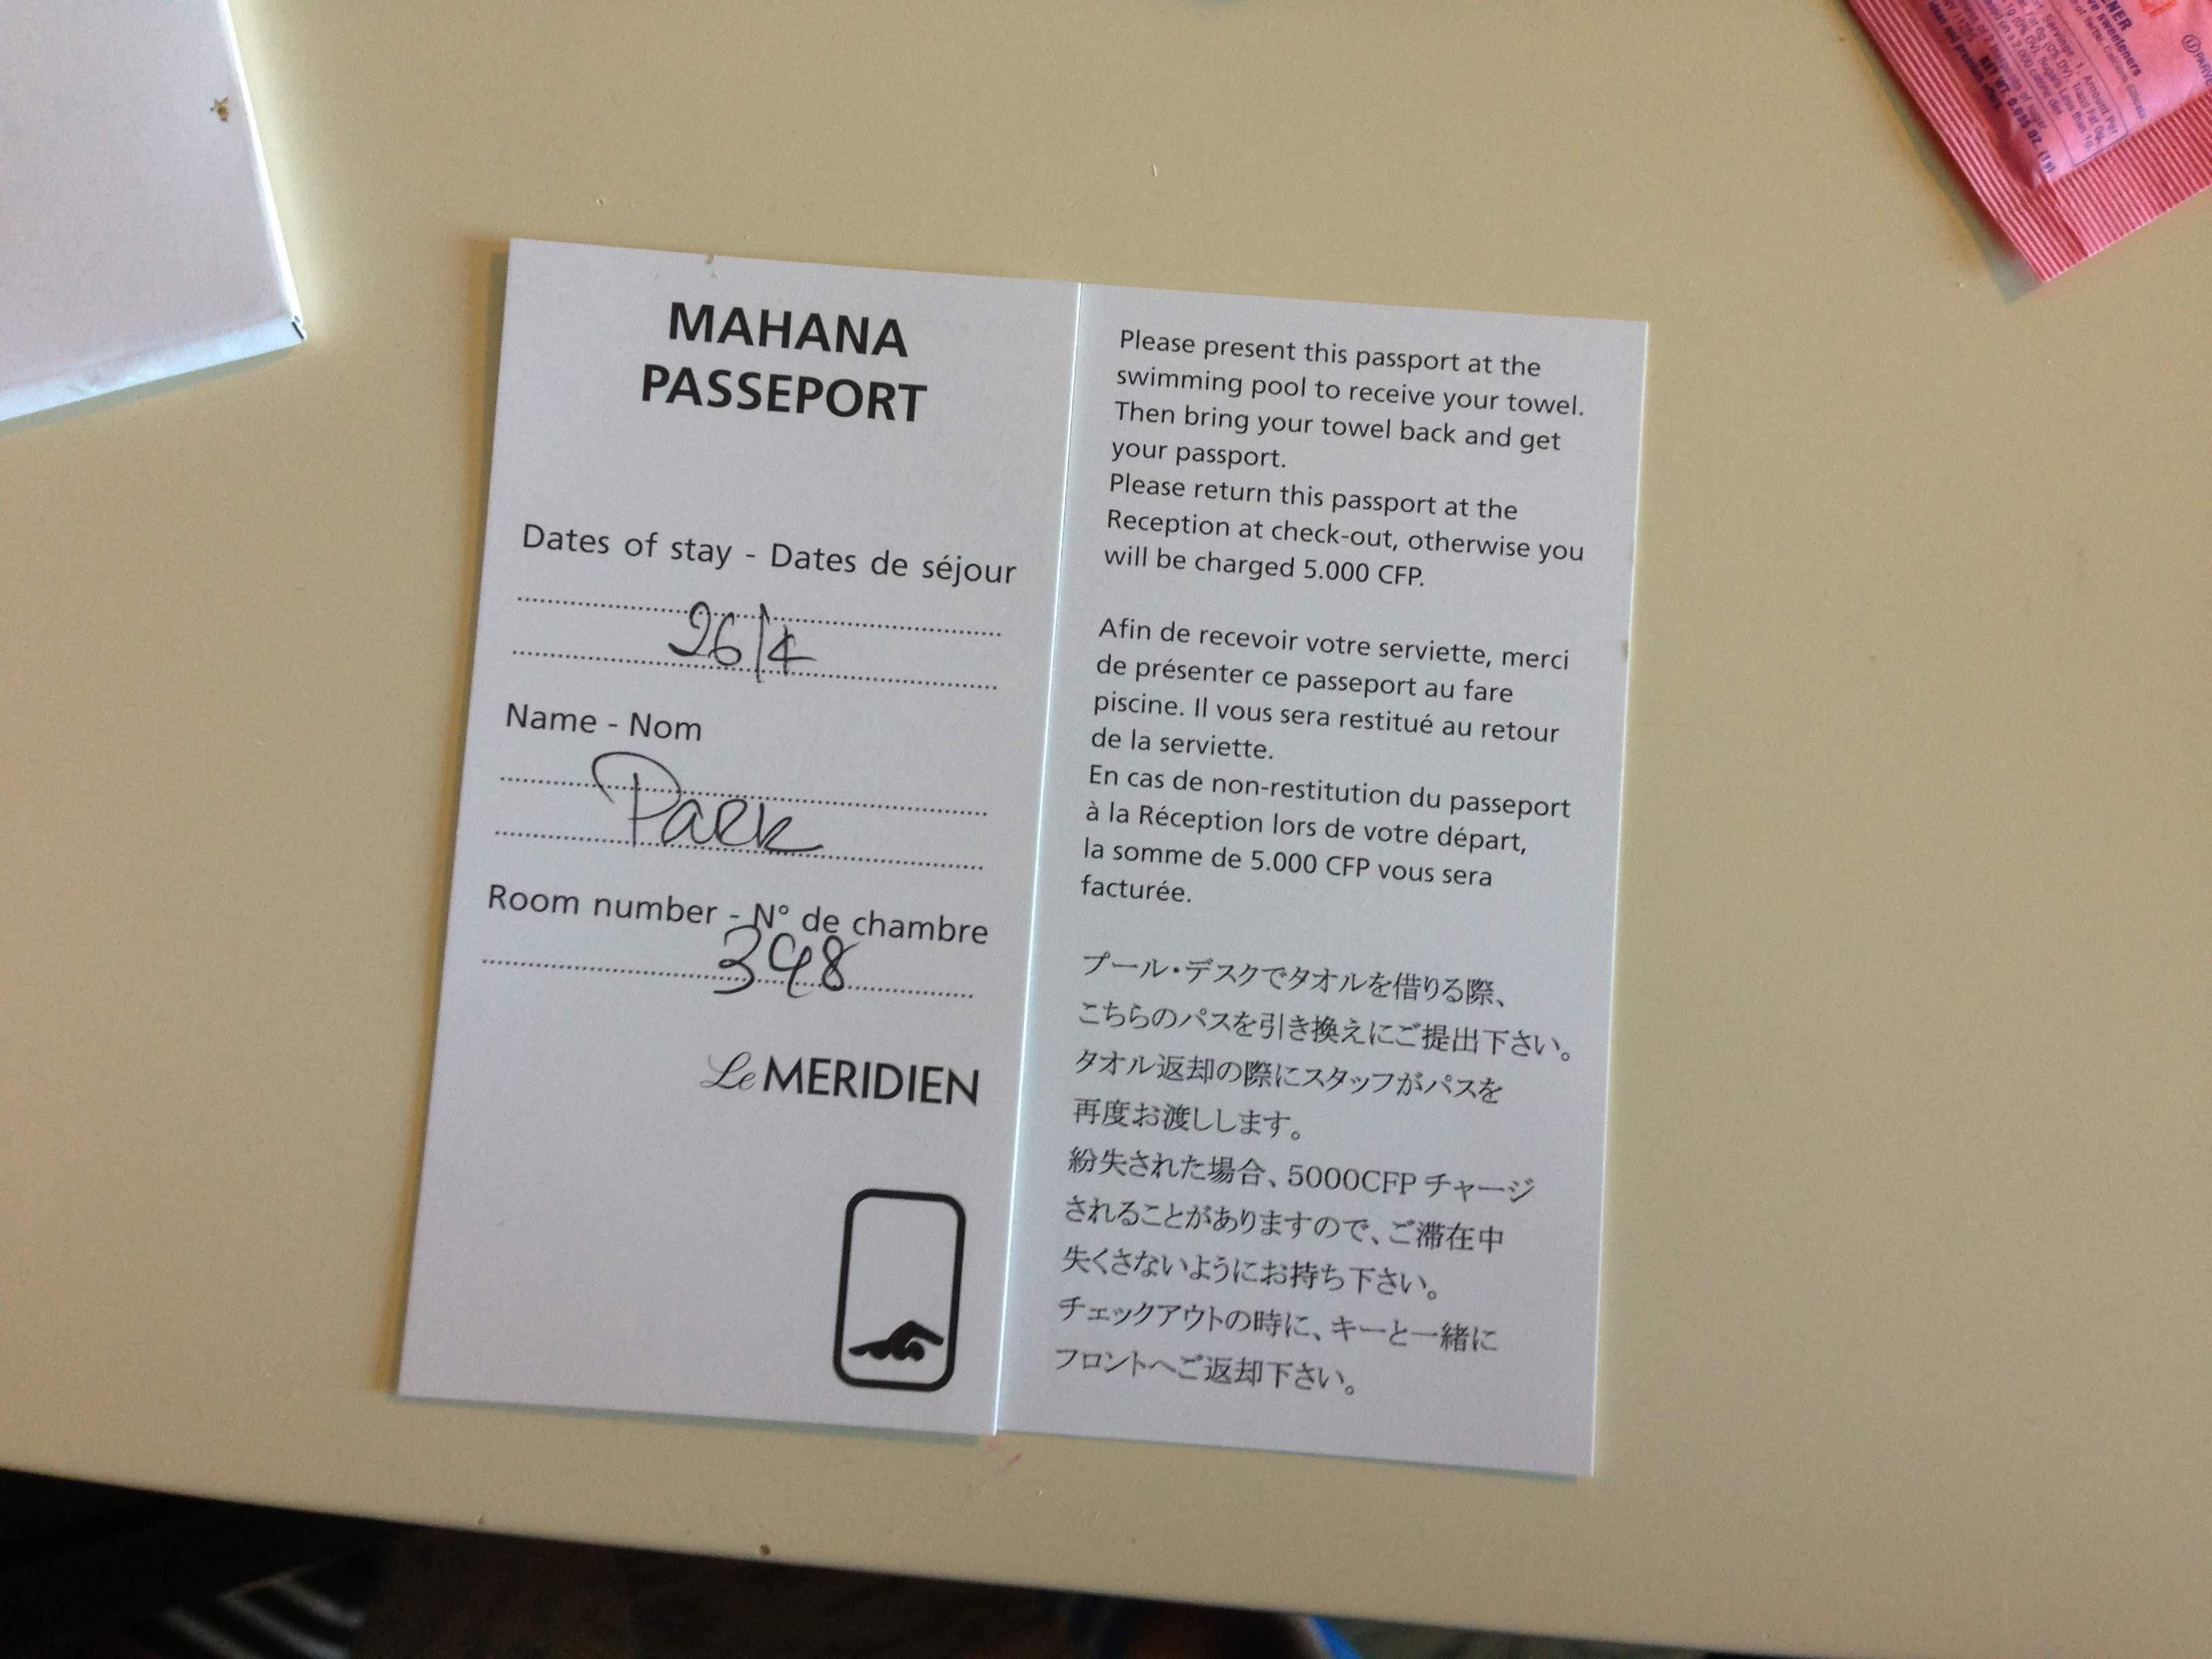 MAHANA
PASSEPORT
Dates of stay - Dates de séjour
26/4
Name - Nom
Park
Room number - N° de chambre
398
Le MERIDIEN
Please present this passport at the
swimming pool to receive your towel.
Then bring your towel back and get
your passport.
Please return this passport at the
Reception at check-out, otherwise you
will be charged 5.000 CFP.
Afin de recevoir votre serviette, merci
de présenter ce passeport au fare
piscine. Il vous sera restitué au retour
de la serviette.
En cas de non-restitution du passeport
à la Réception lors de votre départ,
la somme de 5.000 CFP vous sera
facturée.
プール・デスクでタオルを借りる際、
こちらのパスを引き換えにご提出下さい。
タオル返却の際にスタッフがパスを
再度お渡しします。
紛失された場合、5000CFP チャージ
されることがありますので、ご滞在中
失くさないようにお持ち下さい。
チェックアウトの時に、キーと一緒に
フロントへご返却下さい。
NET WT. 0.035 OZ. (1g)